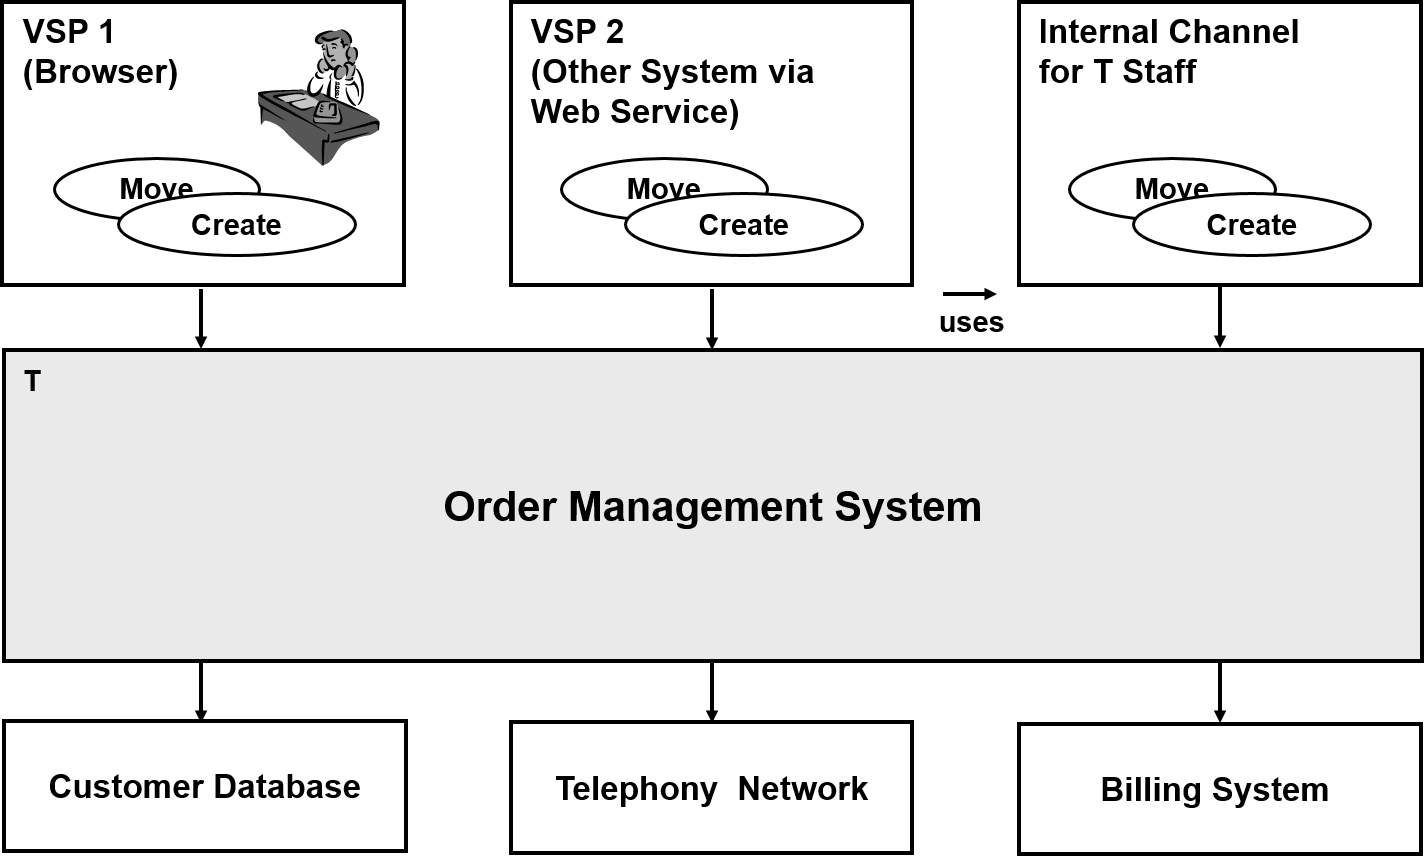 VSP 1
(Browser)
Move
Create
VSP 2
(Other System via
Web Service)
Move
Create
Internal Channel
for T Staff
Move
Create
uses
T
Order Management System
Customer Database
Telephony Network
Billing System